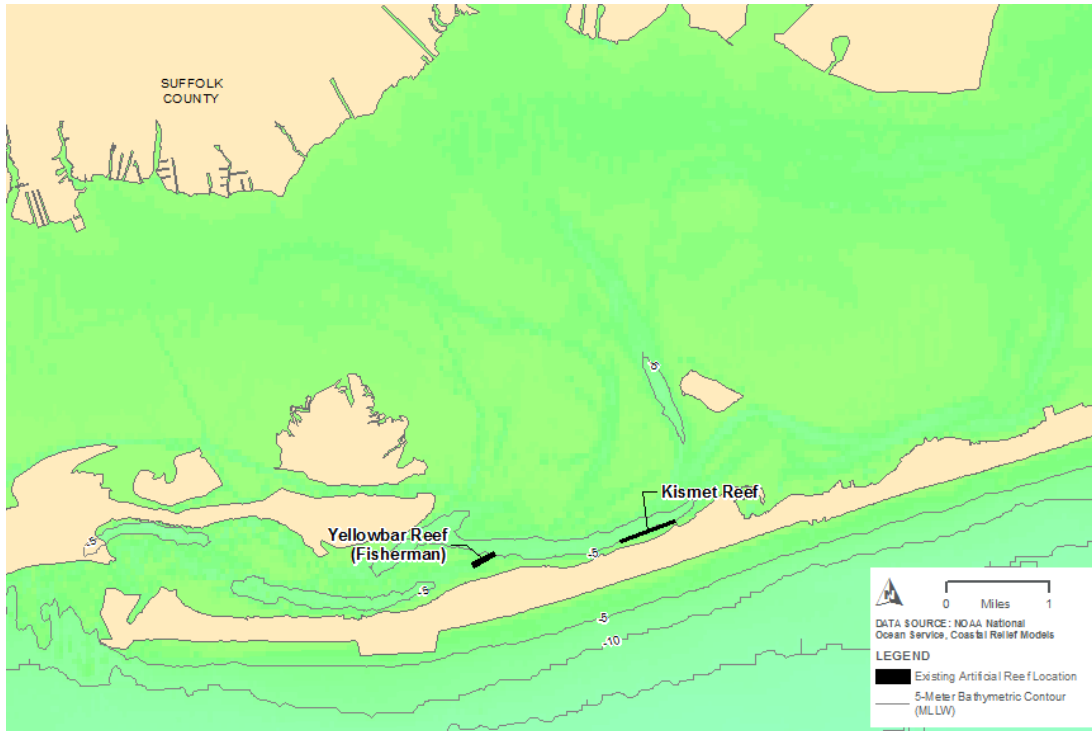 SUFFOLK
COUNTY
-5
Kismet Reef
Yellowbar Reef
(Fisherman)
-5
-5
-5
-5
-10
0 Miles 1
DATA SOURCE: NOAA National
Ocean Service, Coastal Relief Models
LEGEND
Existing Artificial Reef Location
5-Meter Bathymetric Contour
(MLLW)